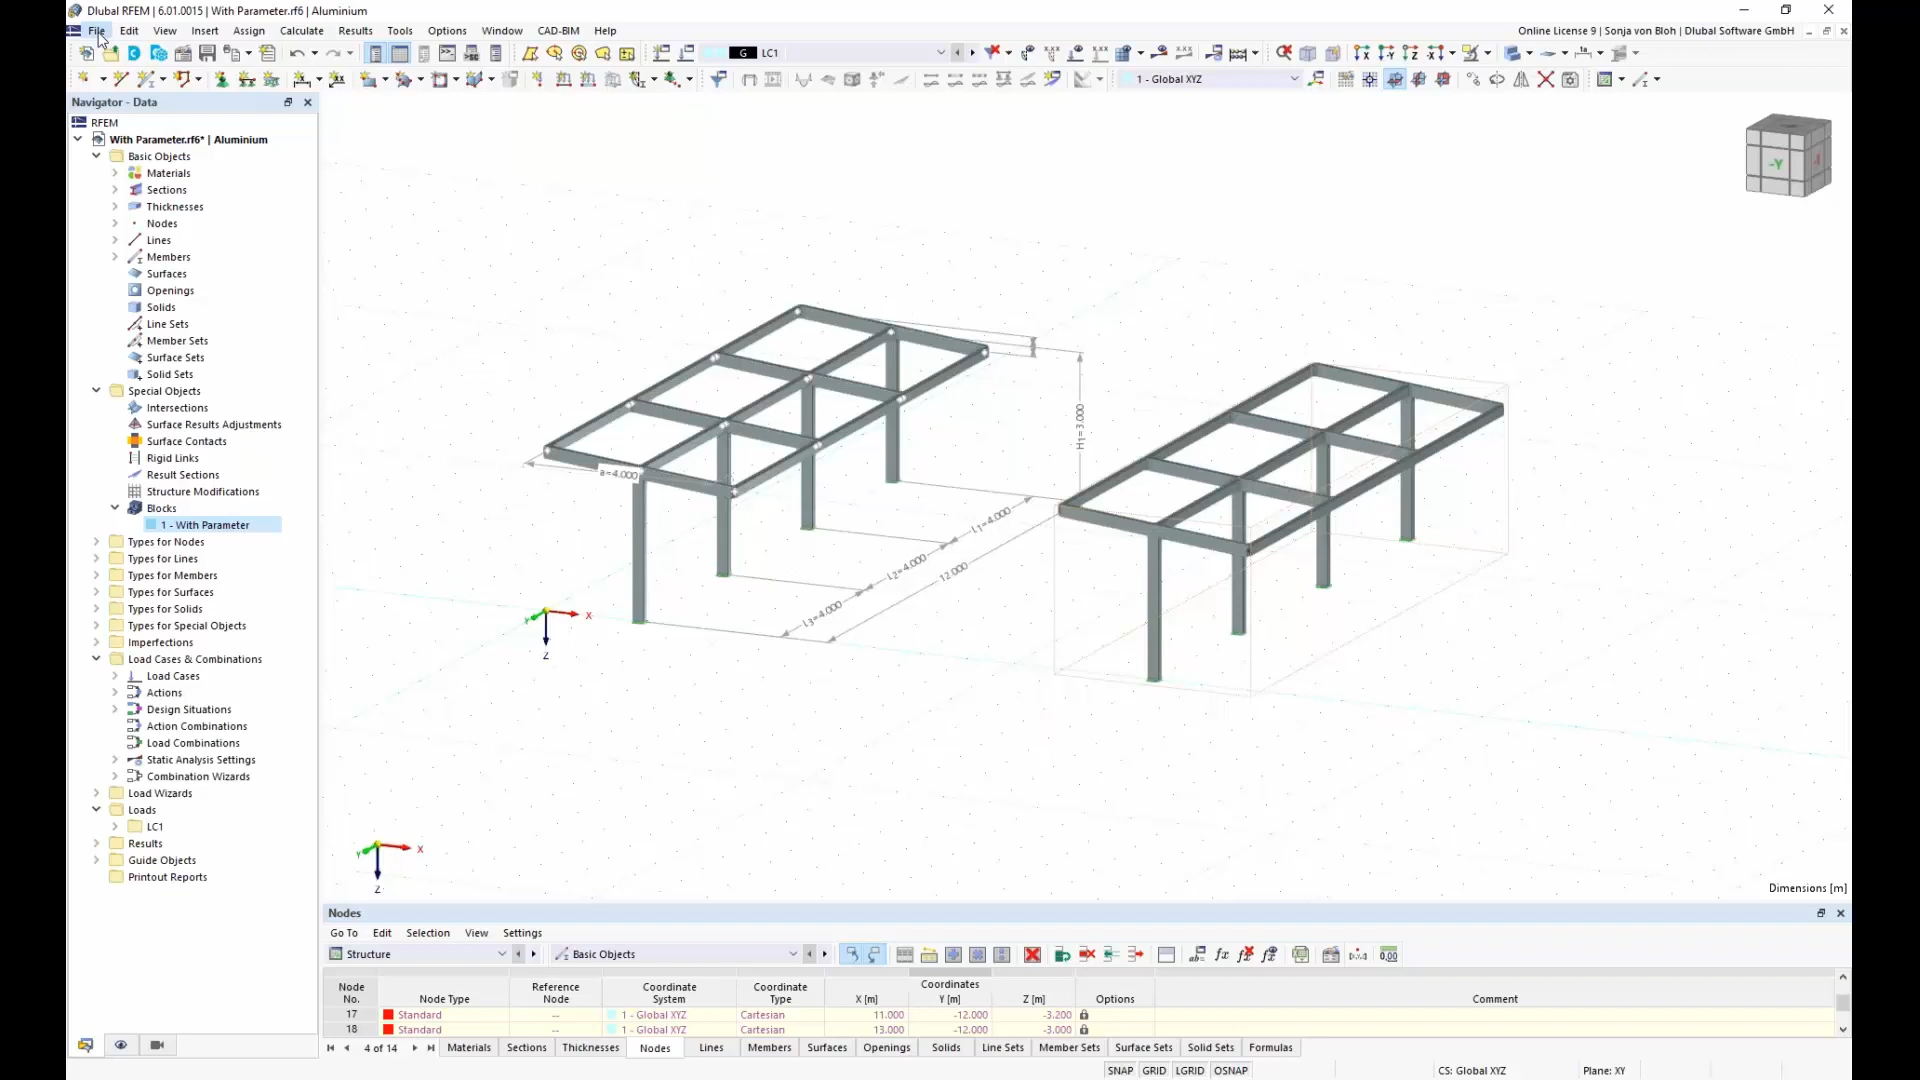 Dlubal RFEM | 6.01.0015 | With Parameter.rf6 | Aluminium
File Edit View Insert Assign Calculate Results Tools Options Window CAD-BIM Help
Online License 9 | Sonja von Bloh | Dlubal Software GmbH
G LC1
1 - Global XYZ
Navigator - Data
RFEM
With Parameter.rf6* | Aluminium
Basic Objects
Materials
Sections
Thicknesses
Nodes
Lines
Members
Surfaces
Openings
Solids
Line Sets
Member Sets
Surface Sets
Solid Sets
Special Objects
Intersections
Surface Results Adjustments
Surface Contacts
Rigid Links
Result Sections
Structure Modifications
Blocks
1 - With Parameter
Types for Nodes
Types for Lines
Types for Members
Types for Surfaces
Types for Solids
Types for Special Objects
Imperfections
Load Cases & Combinations
Load Cases
Actions
Design Situations
Action Combinations
Load Combinations
Static Analysis Settings
Combination Wizards
Load Wizards
Loads
LC1
Results
Guide Objects
Printout Reports
-Y
H1=3.000
a=4.000
L1=4.000
L2=4.000
12.000
L3=4.000
Y X
Z
Y X
Z
Dimensions [m]
Nodes
Go To Edit Selection View Settings
Structure Basic Objects
Node Reference Coordinate Coordinate Coordinates
No. Node Type Node System Type X [m] Y [m] Z [m] Options Comment
17 Standard -- 1 - Global XYZ Cartesian 11.000 -12.000 -3.200
18 Standard -- 1 - Global XYZ Cartesian 13.000 -12.000 -3.000
4 of 14 Materials Sections Thicknesses Nodes Lines Members Surfaces Openings Solids Line Sets Member Sets Surface Sets Solid Sets Formulas
SNAP GRID LGRID OSNAP CS: Global XYZ Plane: XY